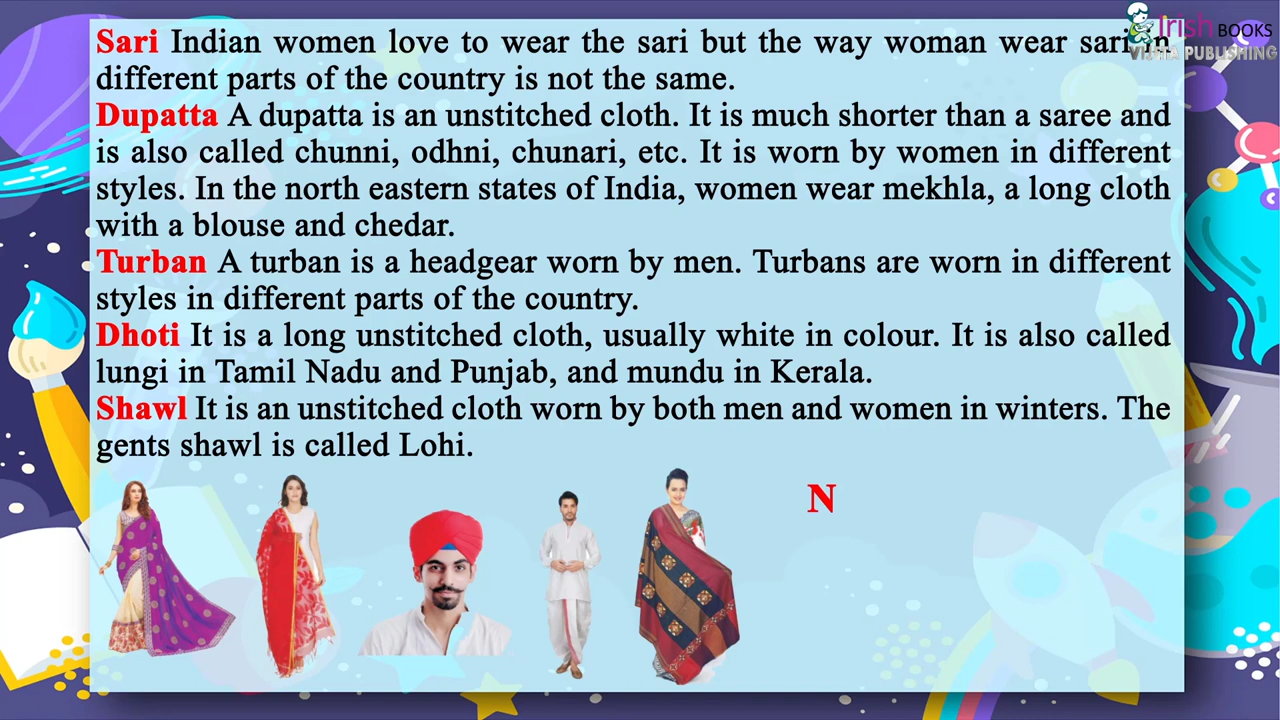 Irish BOOKS
Sari Indian women love to wear the sari but the way woman wear sari in
VISHA PUBLISHING
different parts of the country is not the same.
Dupatta A dupatta is an unstitched cloth. It is much shorter than a saree and
is also called chunni, odhni, chunari, etc. It is worn by women in different
styles. In the north eastern states of India, women wear mekhla, a long cloth
with a blouse and chedar.
Turban A turban is a headgear worn by men. Turbans are worn in different
styles in different parts of the country.
Dhoti It is a long unstitched cloth, usually white in colour. It is also called
lungi in Tamil Nadu and Punjab, and mundu in Kerala.
Shawl It is an unstitched cloth worn by both men and women in winters. The
gents shawl is called Lohi.
N